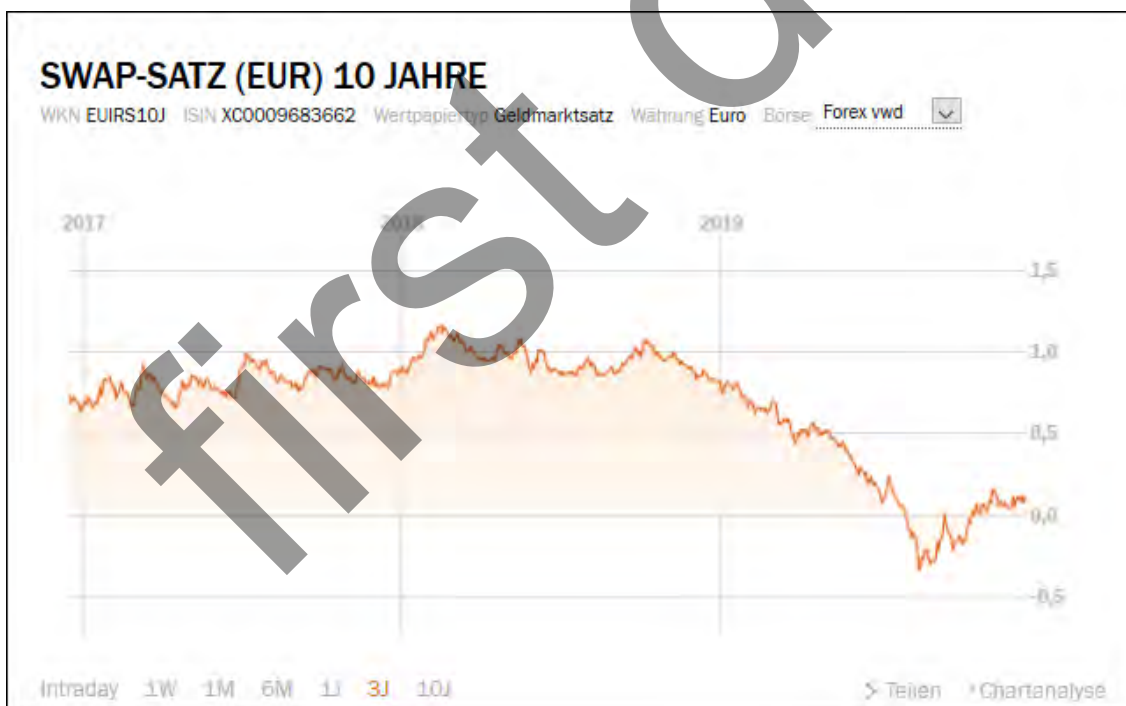 SWAP-SATZ (EUR) 10 JAHRE
WKN EUIRS10J ISIN XC0009683662 Wertpapiertyp Geldmarktsatz Währung Euro Börse Forex vwd
2017 2018 2019
1,5
1,0
0,5
0,0
-0,5
Intraday 1W 1M 6M 1J 3J 10J > Teilen Chartanalyse
first d